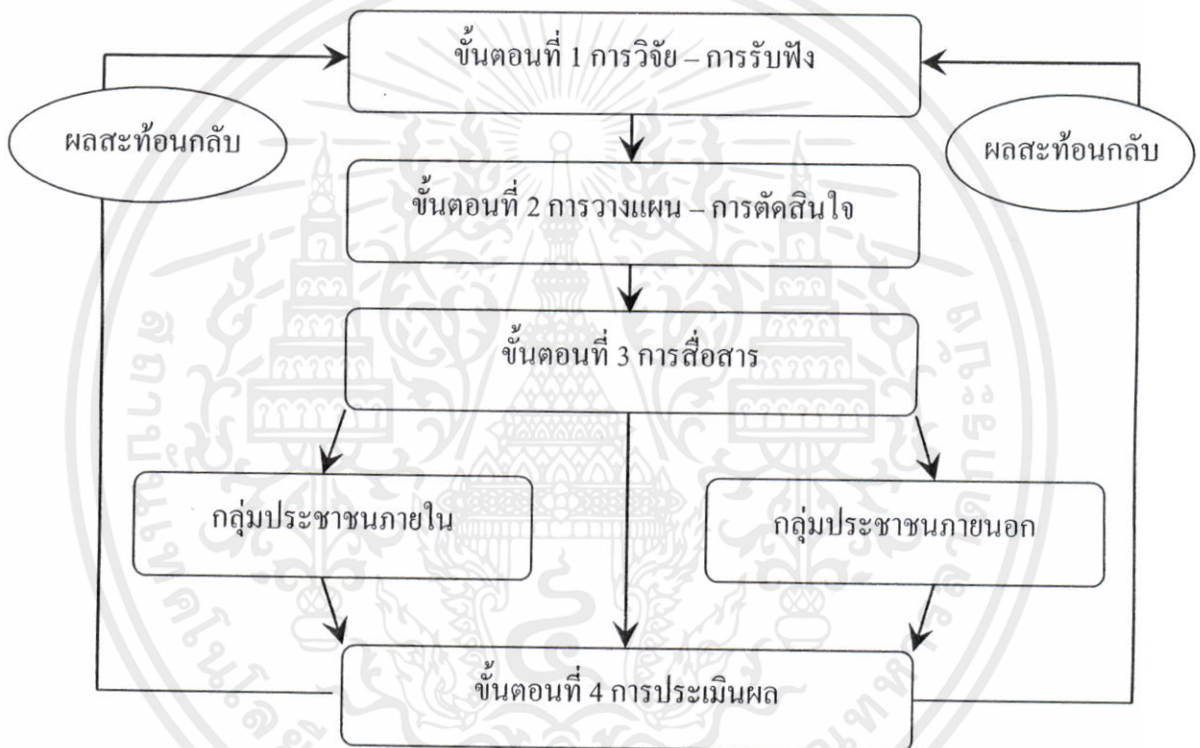 ขั้นตอนที่ 1 การวิจัย – การรับฟัง
ผลสะท้อนกลับ
ผลสะท้อนกลับ
ขั้นตอนที่ 2 การวางแผน – การตัดสินใจ
ขั้นตอนที่ 3 การสื่อสาร
กลุ่มประชาชนภายใน
กลุ่มประชาชนภายนอก
ขั้นตอนที่ 4 การประเมินผล